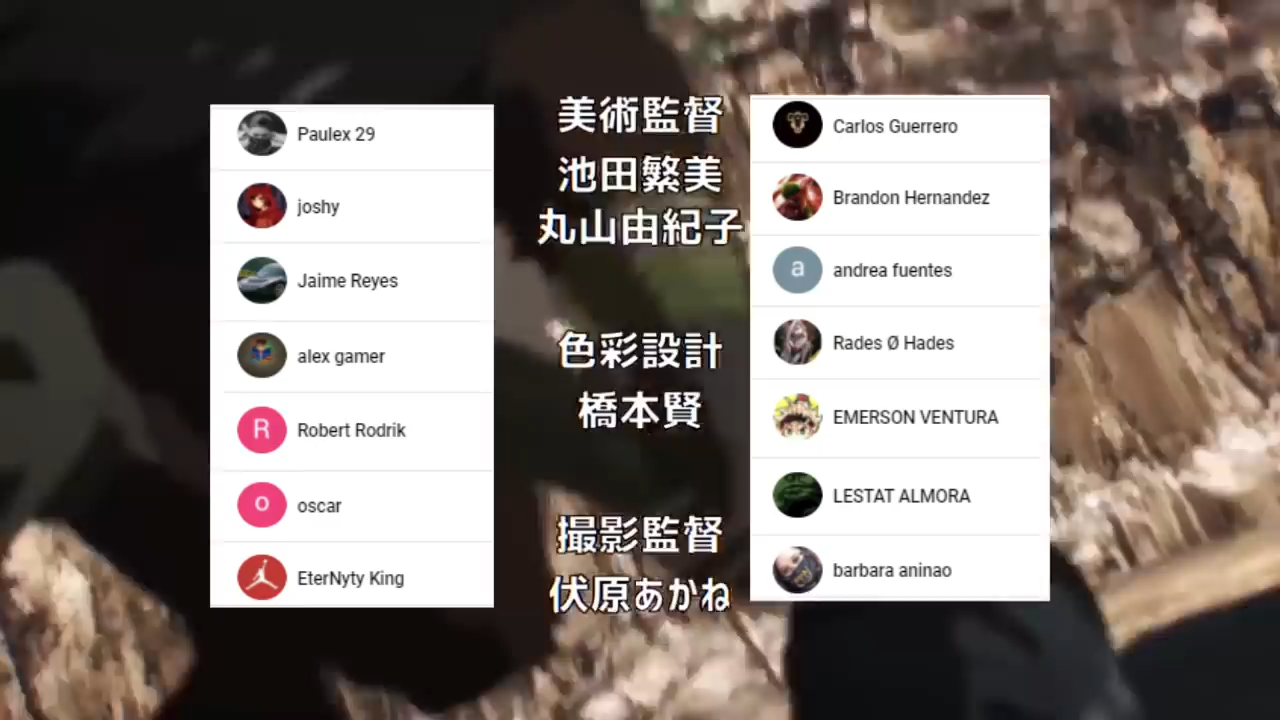 Paulex 29
joshy
Jaime Reyes
alex gamer
R
Robert Rodrik
o
oscar
EterNyty King
美術監督
池田繁美
丸山由紀子
色彩設計
橋本賢
撮影監督
伏原あかね
Carlos Guerrero
Brandon Hernandez
a
andrea fuentes
Rades Ø Hades
EMERSON VENTURA
LESTAT ALMORA
barbara aninao